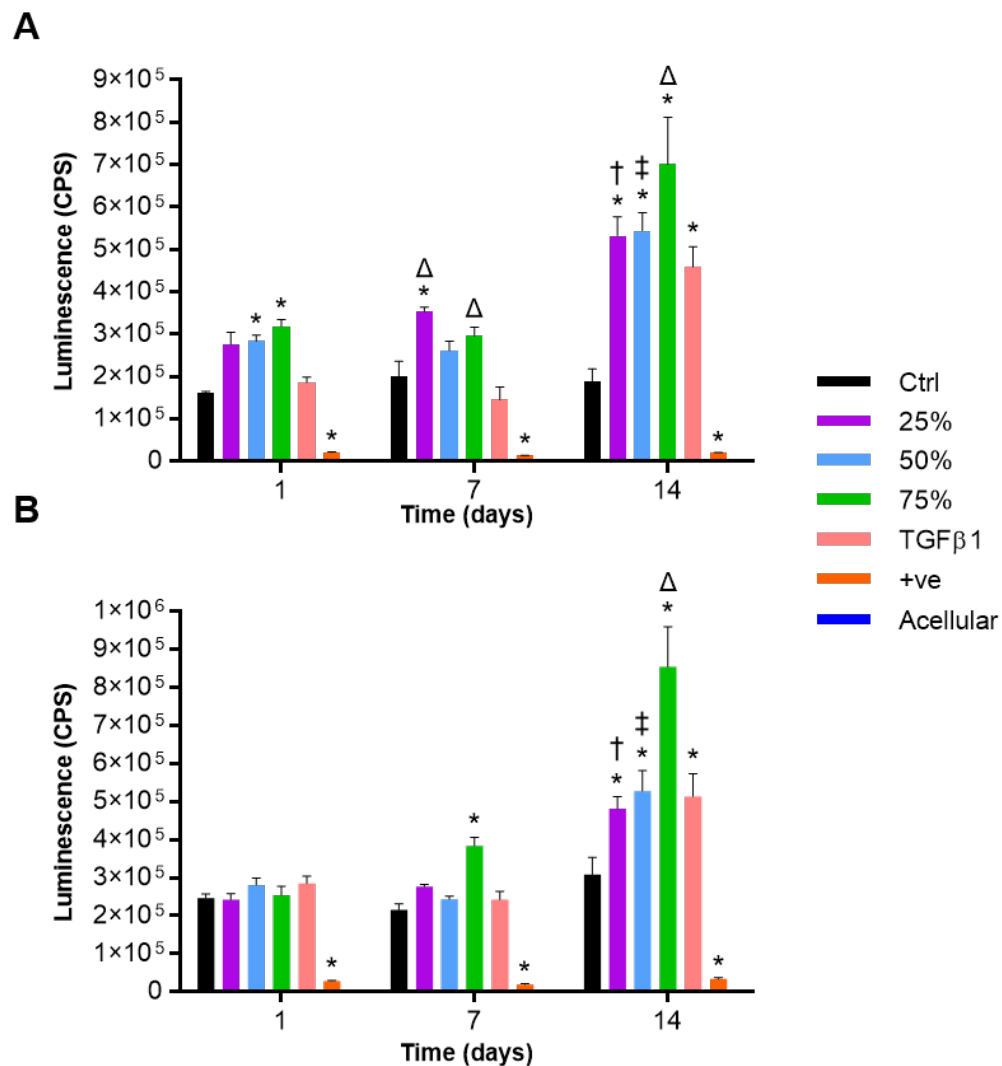 A
Luminescence (CPS)
9×10⁵
8×10⁵
7×10⁵
6×10⁵
5×10⁵
4×10⁵
3×10⁵
2×10⁵
1×10⁵
0
* *
*
Δ
*
Δ
*
†
*
‡
*
Δ
*
*
*
1 7 14
Time (days)
Ctrl
25%
50%
75%
TGFβ1
+ve
Acellular
B
Luminescence (CPS)
1×10⁶
9×10⁵
8×10⁵
7×10⁵
6×10⁵
5×10⁵
4×10⁵
3×10⁵
2×10⁵
1×10⁵
0
*
*
*
†
*
‡
*
Δ
*
*
*
1 7 14
Time (days)